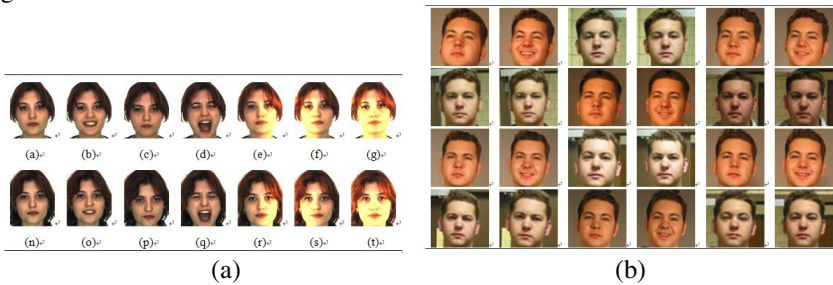 (a) (b) (c) (d) (e) (f) (g)
(n) (o) (p) (q) (r) (s) (t)
(a) (b)